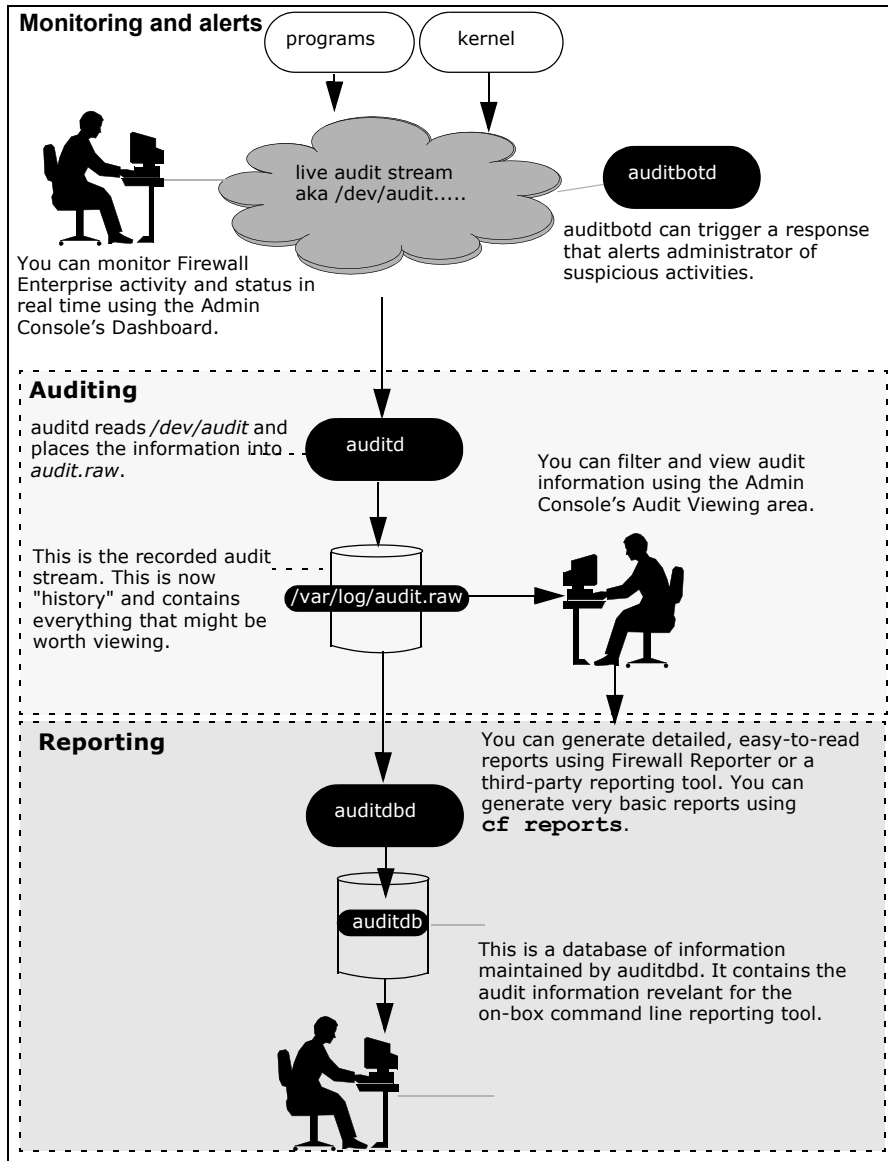 Monitoring and alerts
programs
kernel
live audit stream
aka /dev/audit.....
auditbotd
auditbotd can trigger a response
that alerts administrator of
suspicious activities.
You can monitor Firewall
Enterprise activity and status in
real time using the Admin
Console’s Dashboard.
Auditing
auditd reads /dev/audit and
places the information into
audit.raw.
auditd
You can filter and view audit
information using the Admin
Console’s Audit Viewing area.
This is the recorded audit
stream. This is now
"history" and contains
everything that might be
worth viewing.
/var/log/audit.raw
Reporting
You can generate detailed, easy-to-read
reports using Firewall Reporter or a
third-party reporting tool. You can
generate very basic reports using
cf reports.
auditdbd
auditdb
This is a database of information
maintained by auditdbd. It contains the
audit information revelant for the
on-box command line reporting tool.